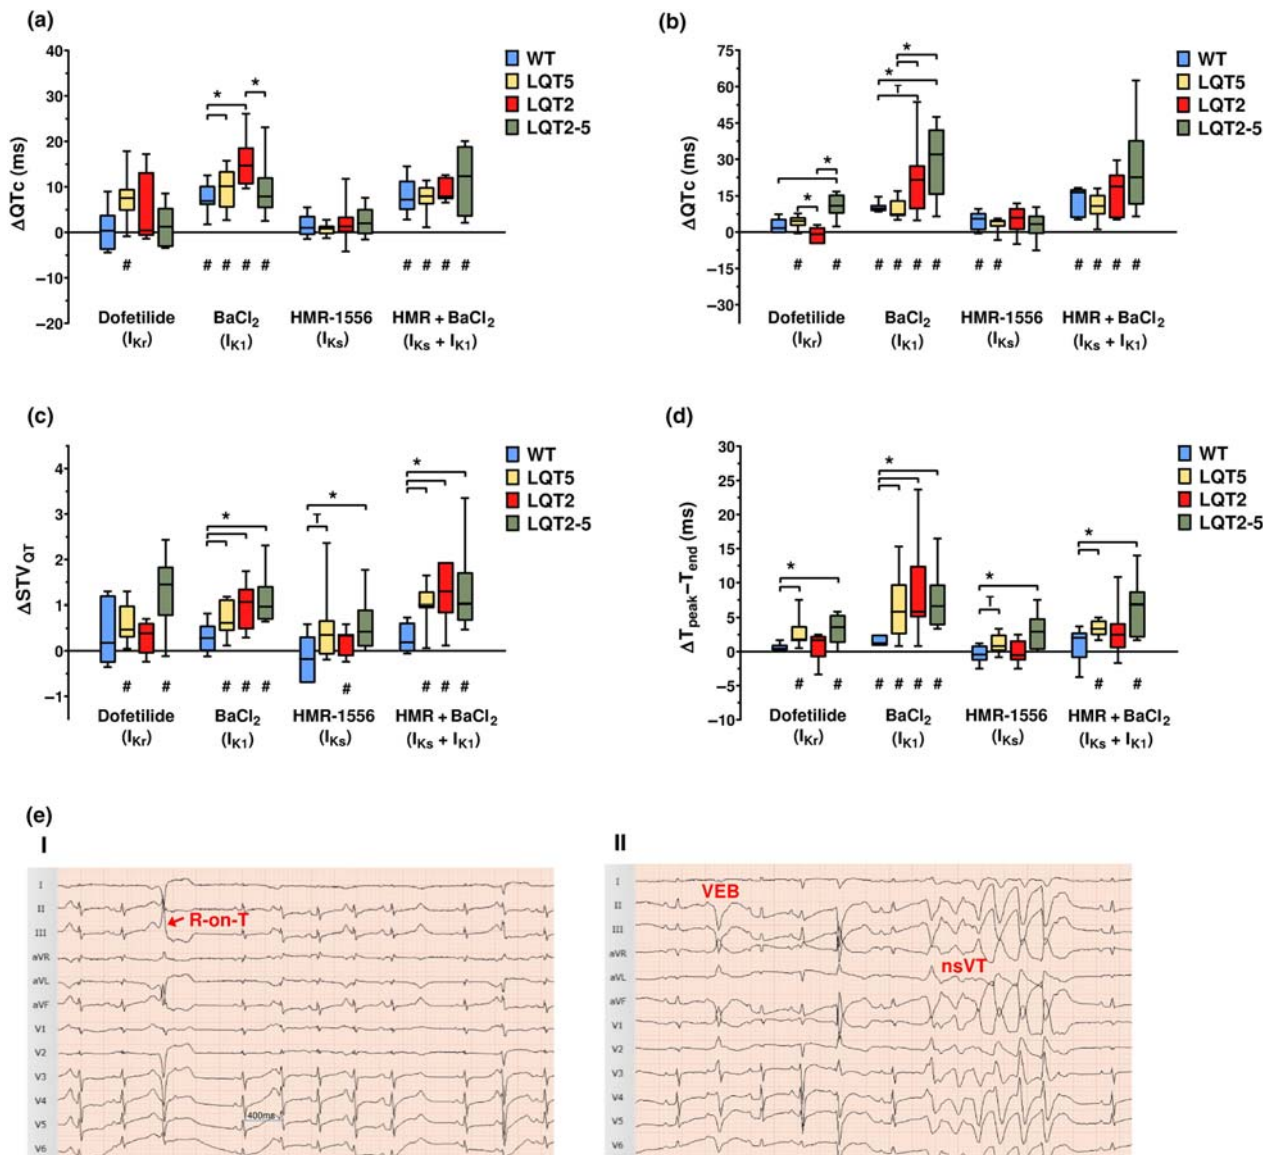 (a)
ΔQTc (ms)
40
30
20
10
0
−10
−20
*
*
WT
LQT5
LQT2
LQT2-5
#
# # # #
# # # #
Dofetilide BaCl2 HMR-1556 HMR + BaCl2
(IKr) (IK1) (IKs) (IKs + IK1)
(b)
ΔQTc (ms)
75
60
45
30
15
0
−15
−30
*
*
T
*
*
WT
LQT5
LQT2
LQT2-5
# #
# # # #
# #
# # # #
Dofetilide BaCl2 HMR-1556 HMR + BaCl2
(IKr) (IK1) (IKs) (IKs + IK1)
(c)
ΔSTVQT
4
3
2
1
0
−1
*
*
T
*
WT
LQT5
LQT2
LQT2-5
# #
# # #
#
# # #
Dofetilide BaCl2 HMR-1556 HMR + BaCl2
(IKr) (IK1) (IKs) (IKs + IK1)
(d)
ΔTpeak−Tend (ms)
30
25
20
15
10
5
0
−5
−10
*
*
*
T
*
WT
LQT5
LQT2
LQT2-5
# #
# # # #
# #
Dofetilide BaCl2 HMR-1556 HMR + BaCl2
(IKr) (IK1) (IKs) (IKs + IK1)
(e)
I
I
II
III
aVR
aVL
aVF
V1
V2
V3
V4
V5
V6
R-on-T
400ms
II
I
II
III
aVR
aVL
aVF
V1
V2
V3
V4
V5
V6
VEB
nsVT